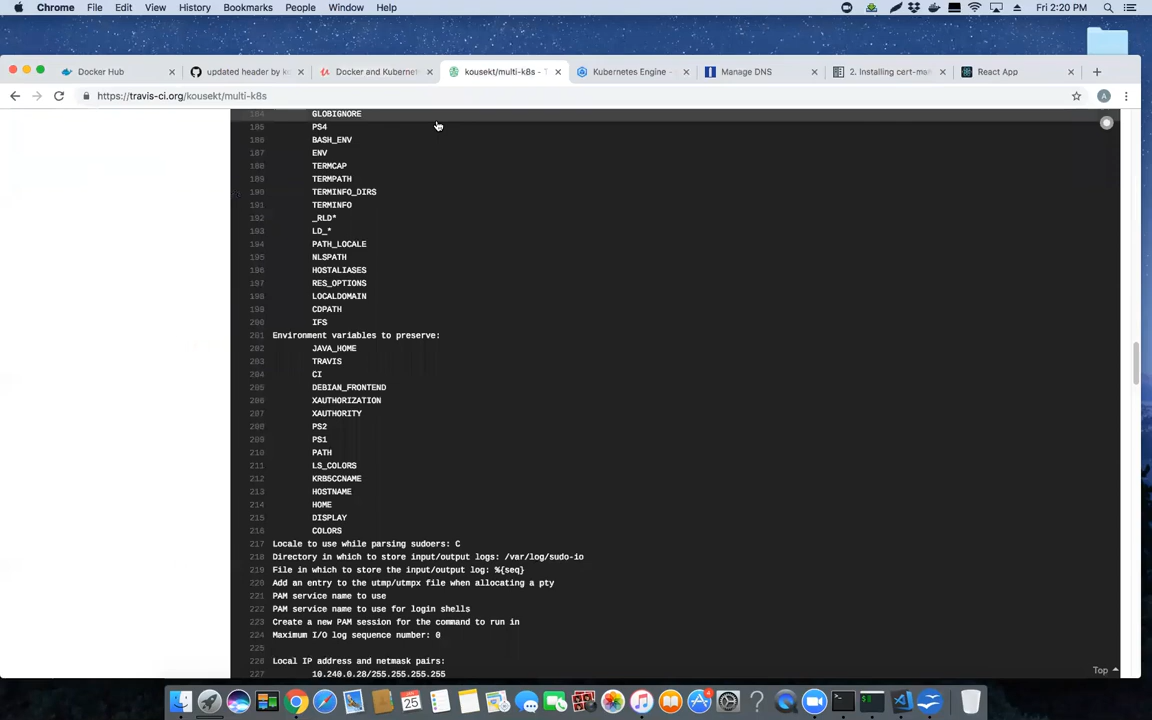 Chrome File Edit View History Bookmarks People Window Help Fri 2:20 PM
Docker Hub updated header by k Docker and Kubernet kousekt/multi-k8s - T Kubernetes Engine - Manage DNS 2. Installing cert-ma React App
https://travis-ci.org/kousekt/multi-k8s
184 GLOBIGNORE
185 PS4
186 BASH_ENV
187 ENV
188 TERMCAP
189 TERMPATH
190 TERMINFO_DIRS
191 TERMINFO
192 _RLD*
193 LD_*
194 PATH_LOCALE
195 NLSPATH
196 HOSTALIASES
197 RES_OPTIONS
198 LOCALDOMAIN
199 CDPATH
200 IFS
201 Environment variables to preserve:
202 JAVA_HOME
203 TRAVIS
204 CI
205 DEBIAN_FRONTEND
206 XAUTHORIZATION
207 XAUTHORITY
208 PS2
209 PS1
210 PATH
211 LS_COLORS
212 KRB5CCNAME
213 HOSTNAME
214 HOME
215 DISPLAY
216 COLORS
217 Locale to use while parsing sudoers: C
218 Directory in which to store input/output logs: /var/log/sudo-io
219 File in which to store the input/output log: %{seq}
220 Add an entry to the utmp/utmpx file when allocating a pty
221 PAM service name to use
222 PAM service name to use for login shells
223 Create a new PAM session for the command to run in
224 Maximum I/O log sequence number: 0
225
226 Local IP address and netmask pairs:
Top
227 10.240.0.28/255.255.255.255